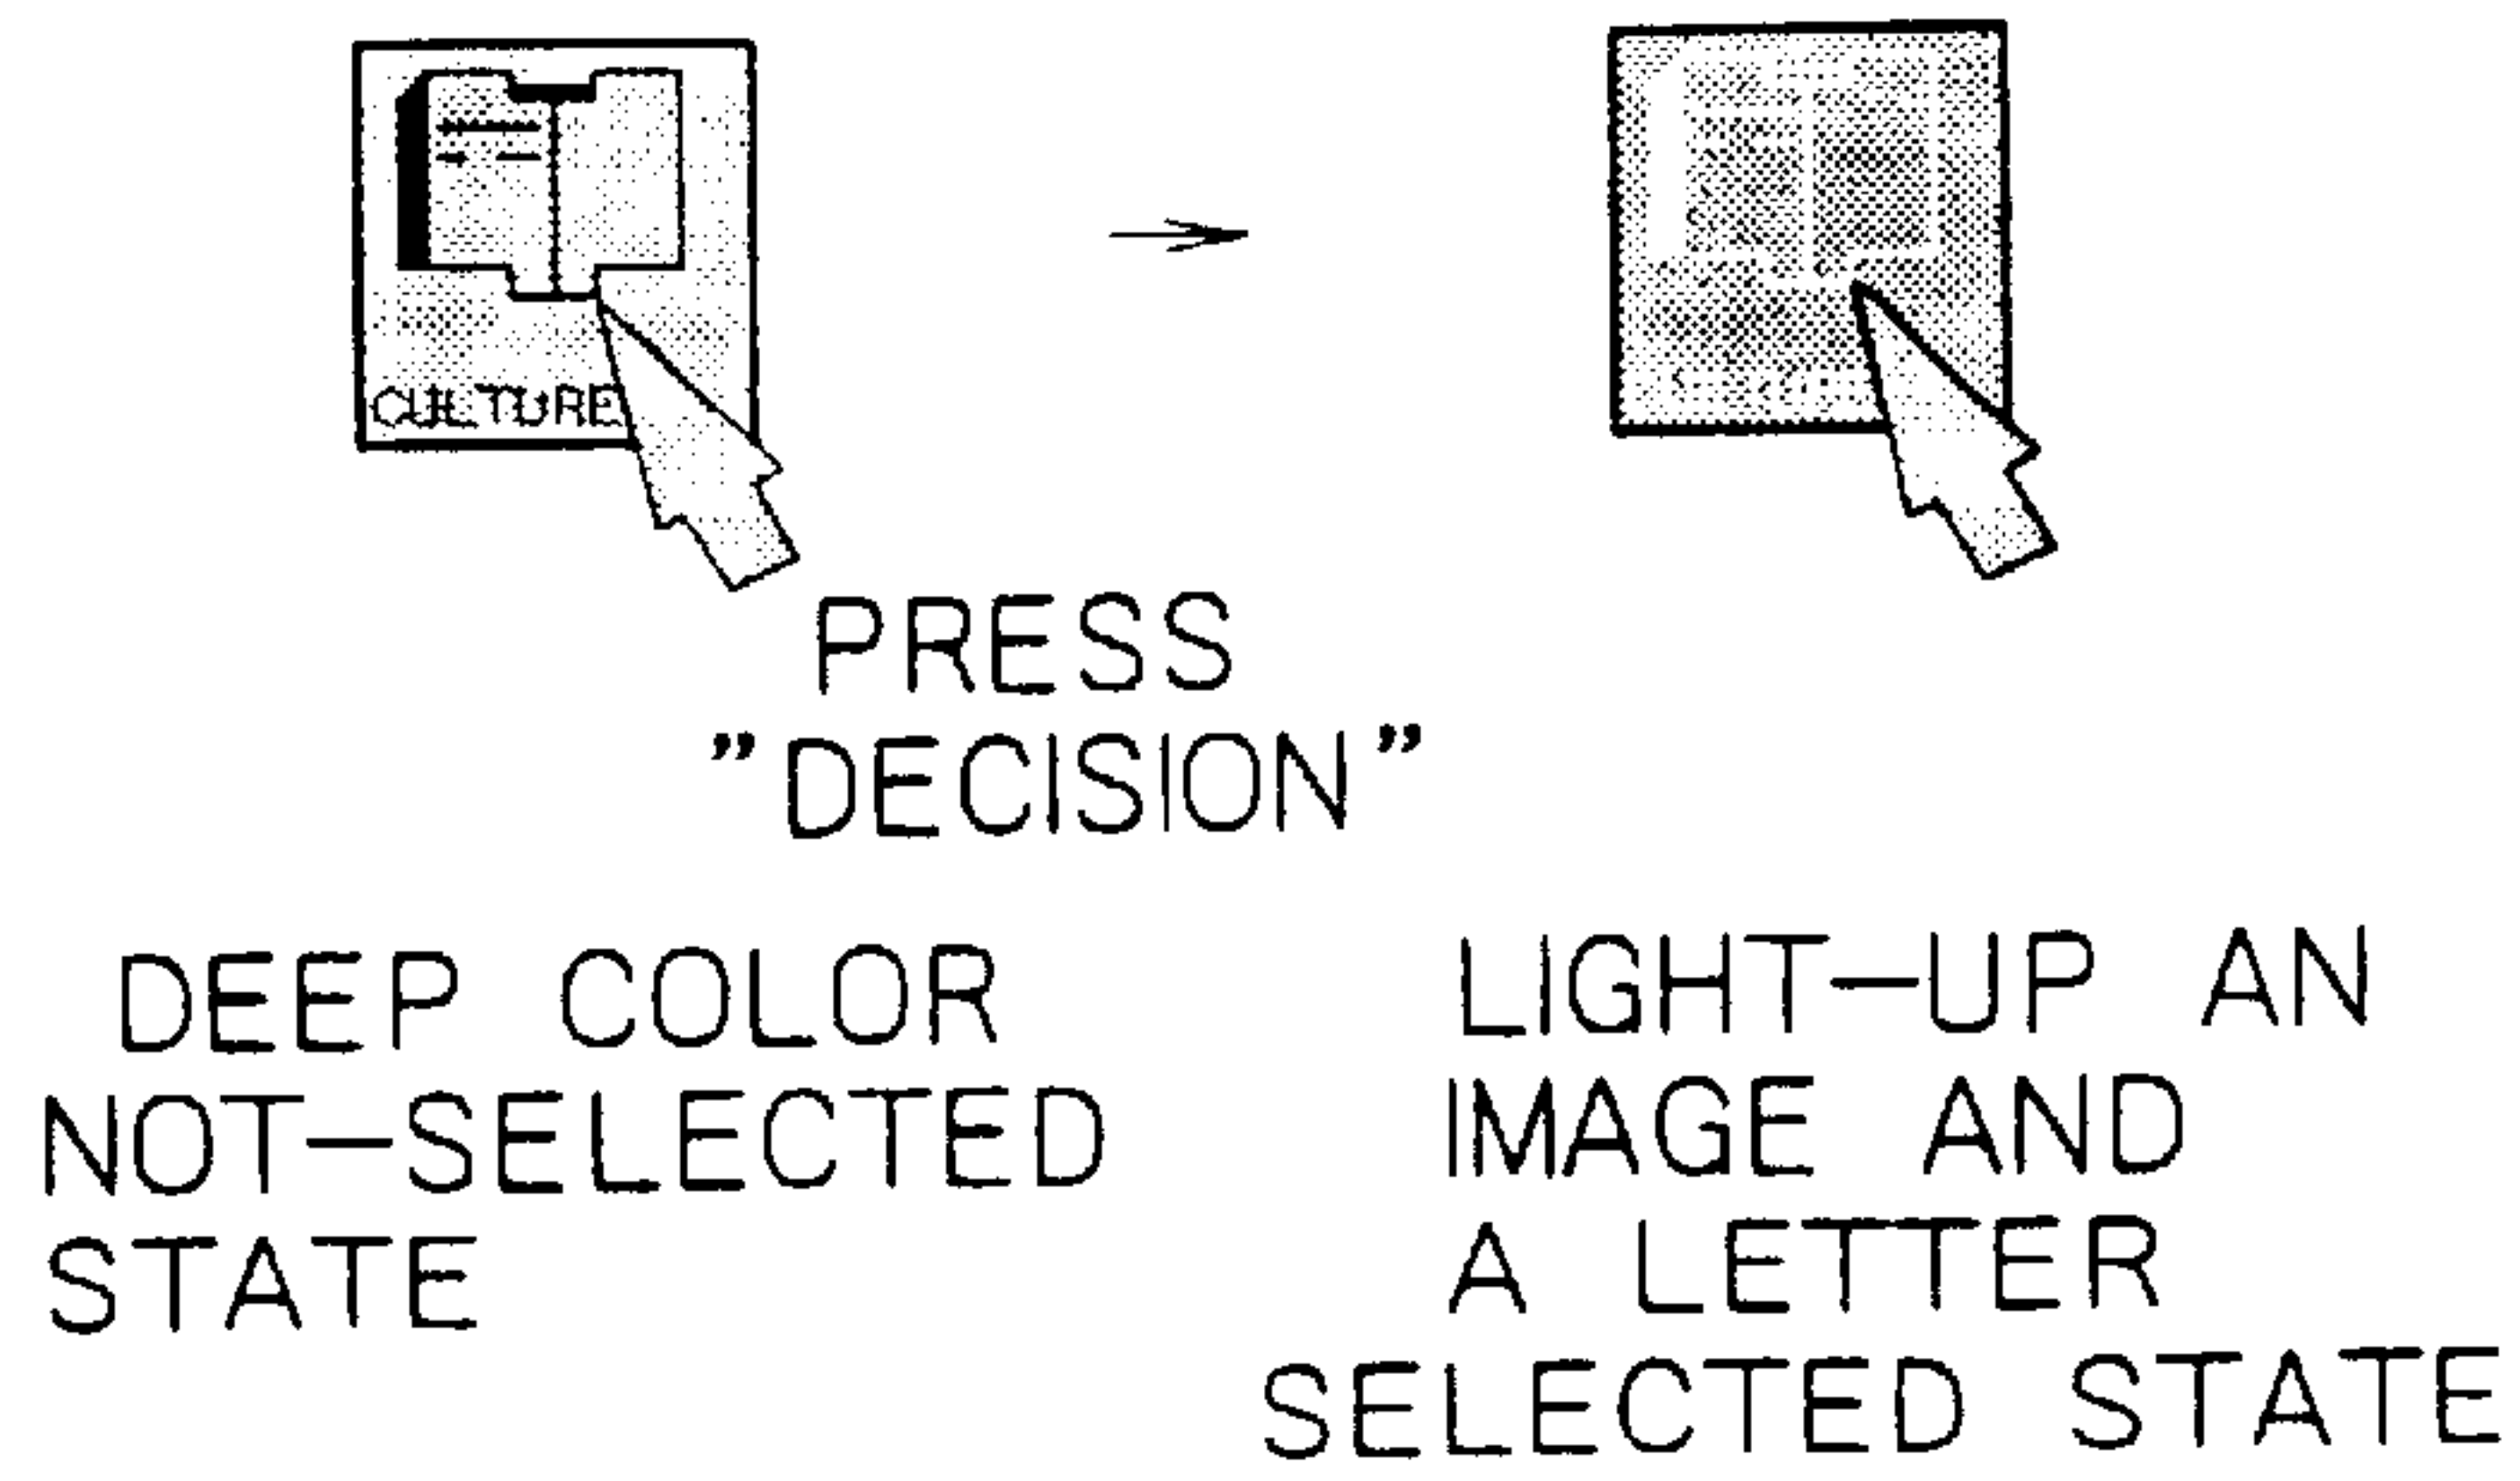 CULTURE
PRESS
"DECISION"
DEEP COLOR
NOT-SELECTED
STATE
LIGHT-UP AN
IMAGE AND
A LETTER
SELECTED STATE